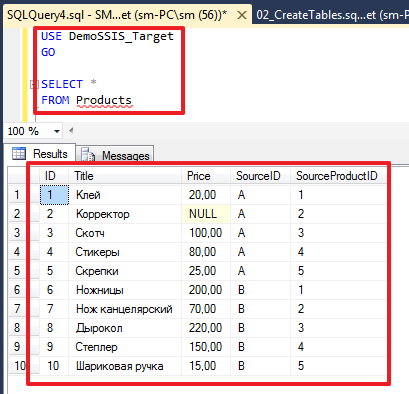 SQLQuery4.sql - SM...et (sm-PC\sm (56))* 02_CreateTables.sq...et (sm-PC\sm
USE DemoSSIS_Target
GO
SELECT *
FROM Products
100 %
Results Messages
ID Title Price SourceID SourceProductID
1 1 Клей 20,00 A 1
2 2 Корректор NULL A 2
3 3 Скотч 100,00 A 3
4 4 Стикеры 80,00 A 4
5 5 Скрепки 25,00 A 5
6 6 Ножницы 200,00 B 1
7 7 Нож канцелярский 70,00 B 2
8 8 Дырокол 220,00 B 3
9 9 Степлер 150,00 B 4
10 10 Шариковая ручка 15,00 B 5